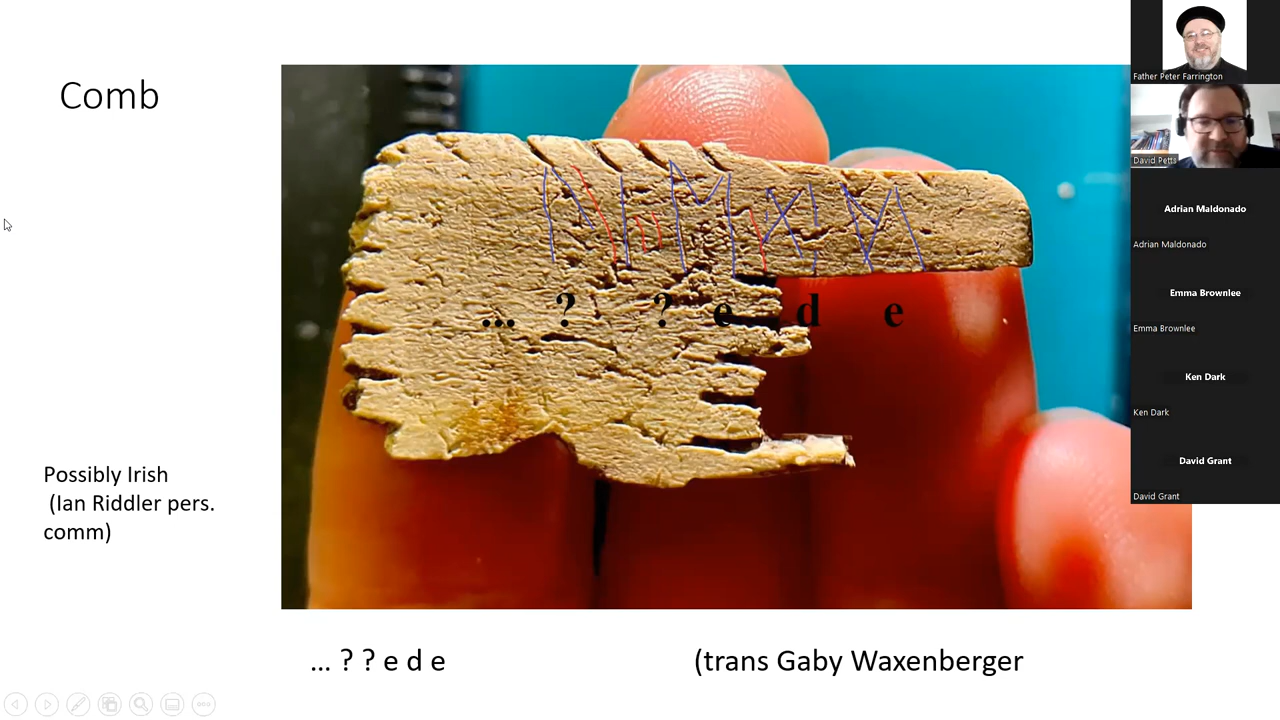 Comb
... ? ? e d e
Possibly Irish
(Ian Riddler pers.
comm)
... ? ? e d e
(trans Gaby Waxenberger
Father Peter Farrington
David Petts
Adrian Maldonado
Adrian Maldonado
Emma Brownlee
Emma Brownlee
Ken Dark
Ken Dark
David Grant
David Grant